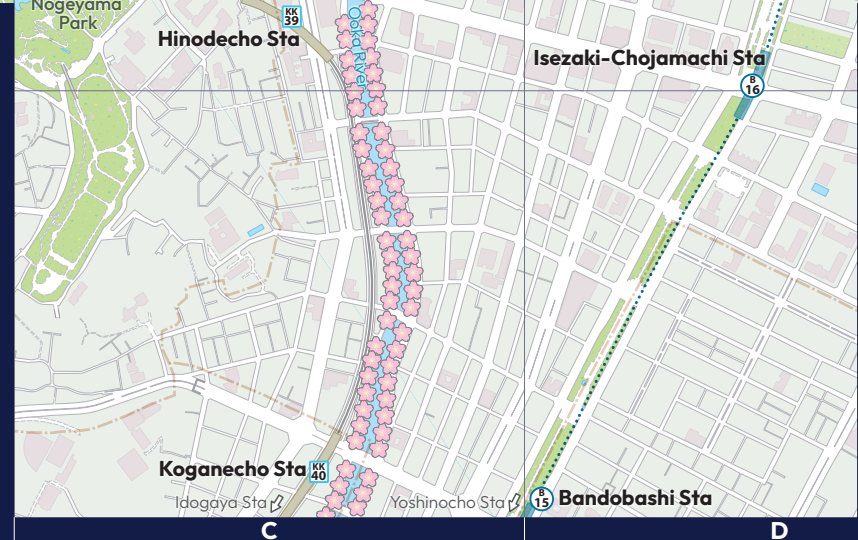 Nogeyama
Park
KK
39
Hinodecho Sta
Ooka River
Isezaki-Chojamachi Sta
B
16
Koganecho Sta
KK
40
Idogaya Sta
Yoshinocho Sta
B
15
Bandobashi Sta
C
D